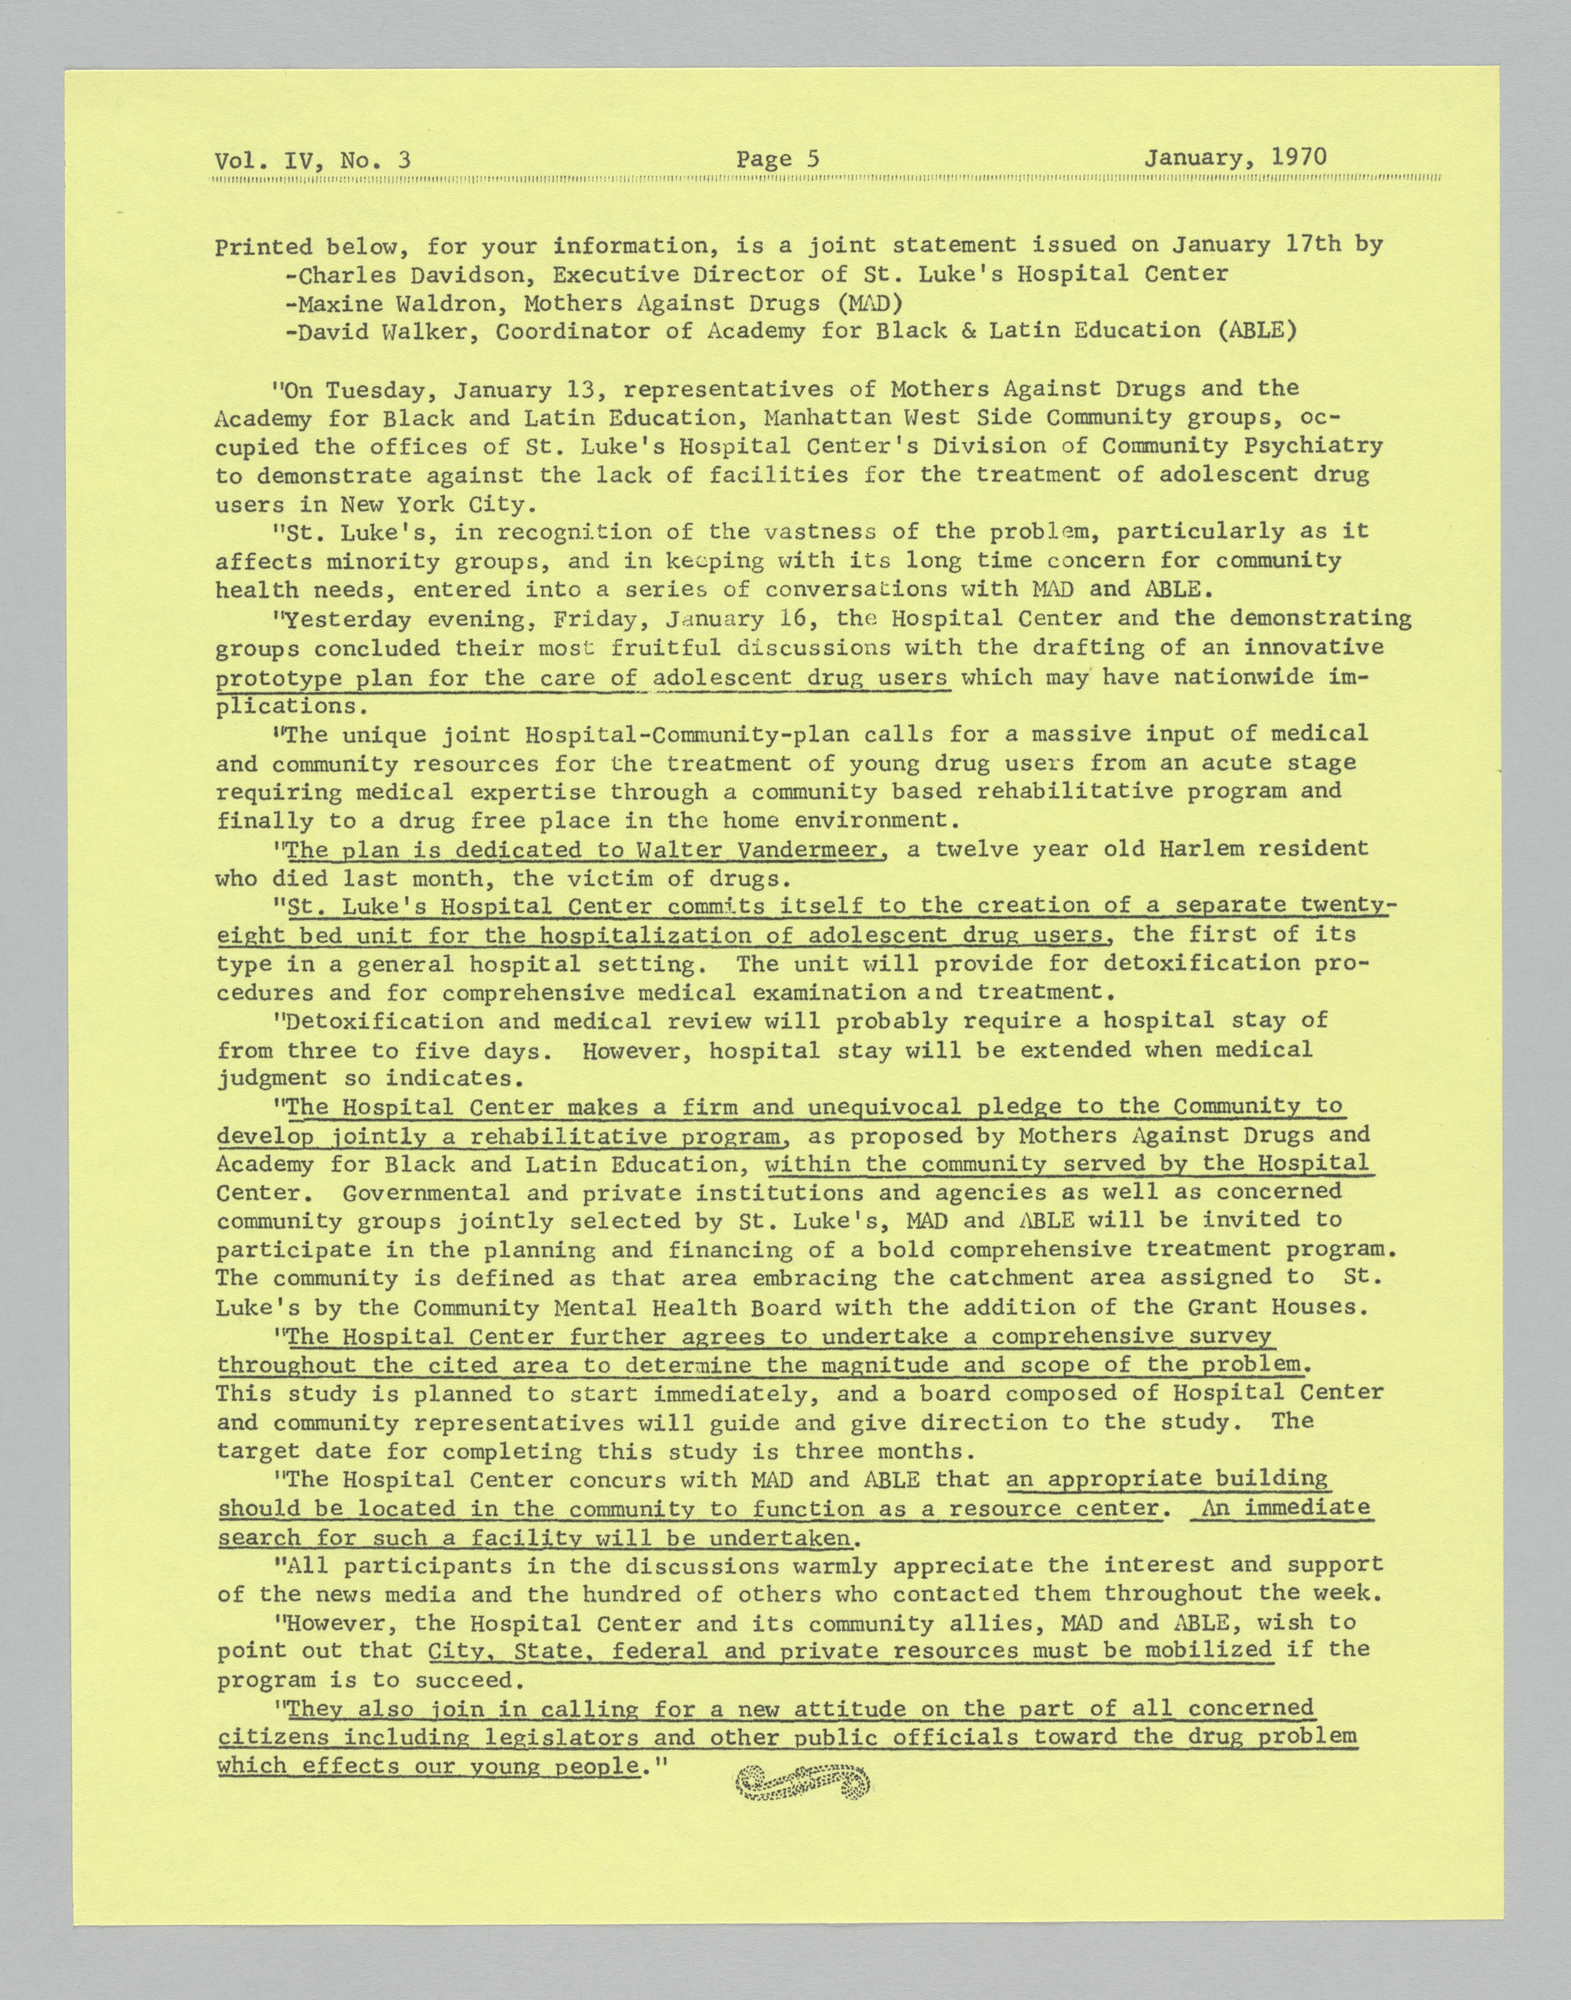 Vol. IV, No. 3 Page 5 January, 1970
Printed below, for your information, is a joint statement issued on January 17th by
-Charles Davidson, Executive Director of St. Luke's Hospital Center
-Maxine Waldron, Mothers Against Drugs (MAD)
-David Walker, Coordinator of Academy for Black & Latin Education (ABLE)
"On Tuesday, January 13, representatives of Mothers Against Drugs and the
Academy for Black and Latin Education, Manhattan West Side Community groups, oc-
cupied the offices of St. Luke's Hospital Center's Division of Community Psychiatry
to demonstrate against the lack of facilities for the treatment of adolescent drug
users in New York City.
"St. Luke's, in recognition of the vastness of the problem, particularly as it
affects minority groups, and in keeping with its long time concern for community
health needs, entered into a series of conversations with MAD and ABLE.
"Yesterday evening, Friday, January 16, the Hospital Center and the demonstrating
groups concluded their most fruitful discussions with the drafting of an innovative
prototype plan for the care of adolescent drug users which may have nationwide im-
plications.
"The unique joint Hospital-Community-plan calls for a massive input of medical
and community resources for the treatment of young drug users from an acute stage
requiring medical expertise through a community based rehabilitative program and
finally to a drug free place in the home environment.
"The plan is dedicated to Walter Vandermeer, a twelve year old Harlem resident
who died last month, the victim of drugs.
"St. Luke's Hospital Center commits itself to the creation of a separate twenty-
eight bed unit for the hospitalization of adolescent drug users, the first of its
type in a general hospital setting. The unit will provide for detoxification pro-
cedures and for comprehensive medical examination and treatment.
"Detoxification and medical review will probably require a hospital stay of
from three to five days. However, hospital stay will be extended when medical
judgment so indicates.
"The Hospital Center makes a firm and unequivocal pledge to the Community to
develop jointly a rehabilitative program, as proposed by Mothers Against Drugs and
Academy for Black and Latin Education, within the community served by the Hospital
Center. Governmental and private institutions and agencies as well as concerned
community groups jointly selected by St. Luke's, MAD and ABLE will be invited to
participate in the planning and financing of a bold comprehensive treatment program.
The community is defined as that area embracing the catchment area assigned to St.
Luke's by the Community Mental Health Board with the addition of the Grant Houses.
"The Hospital Center further agrees to undertake a comprehensive survey
throughout the cited area to determine the magnitude and scope of the problem.
This study is planned to start immediately, and a board composed of Hospital Center
and community representatives will guide and give direction to the study. The
target date for completing this study is three months.
"The Hospital Center concurs with MAD and ABLE that an appropriate building
should be located in the community to function as a resource center. An immediate
search for such a facility will be undertaken.
"All participants in the discussions warmly appreciate the interest and support
of the news media and the hundred of others who contacted them throughout the week.
"However, the Hospital Center and its community allies, MAD and ABLE, wish to
point out that City, State, federal and private resources must be mobilized if the
program is to succeed.
"They also join in calling for a new attitude on the part of all concerned
citizens including legislators and other public officials toward the drug problem
which effects our young people."